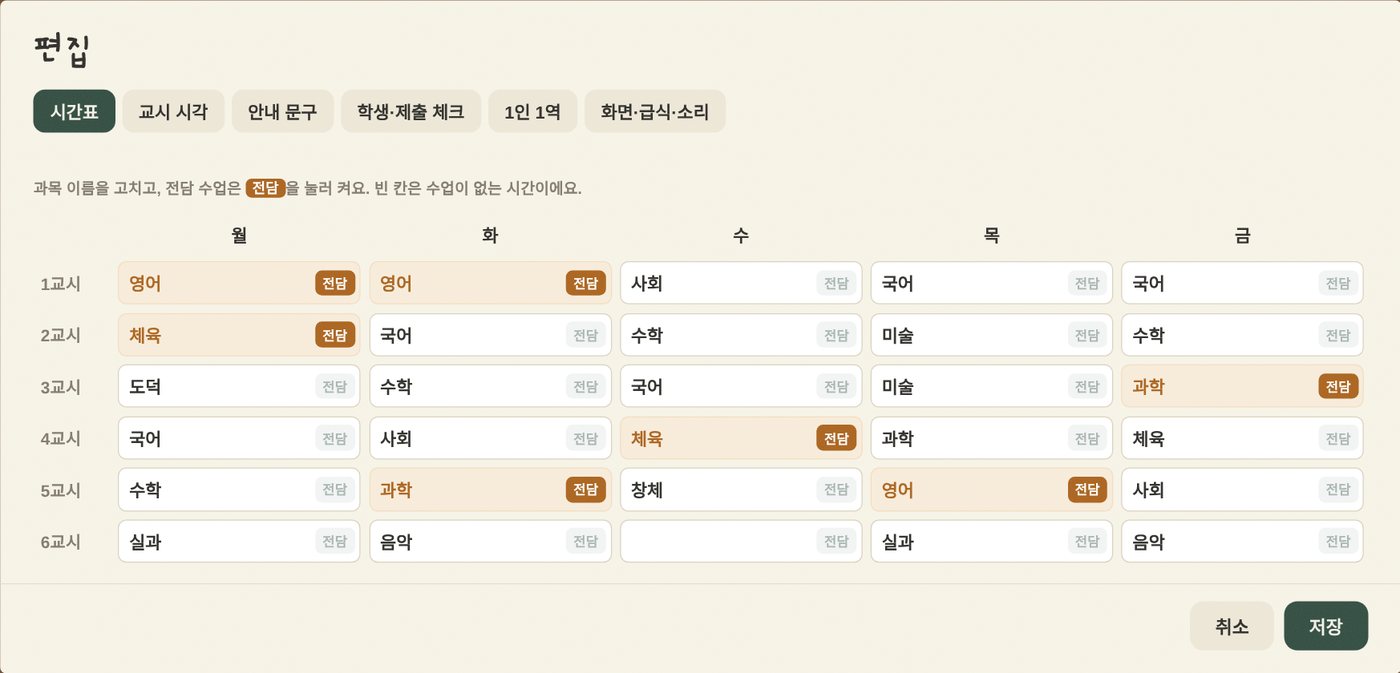 편집
시간표 교시 시각 안내 문구 학생·제출 체크 1인 1역 화면·급식·소리
과목 이름을 고치고, 전담 수업은 전담을 눌러 켜요. 빈 칸은 수업이 없는 시간이에요.
월 화 수 목 금
1교시 영어 전담 영어 전담 사회 전담 국어 전담 국어 전담
2교시 체육 전담 국어 전담 수학 전담 미술 전담 수학 전담
3교시 도덕 전담 수학 전담 국어 전담 미술 전담 과학 전담
4교시 국어 전담 사회 전담 체육 전담 과학 전담 체육 전담
5교시 수학 전담 과학 전담 창체 전담 영어 전담 사회 전담
6교시 실과 전담 음악 전담 전담 실과 전담 음악 전담
취소 저장